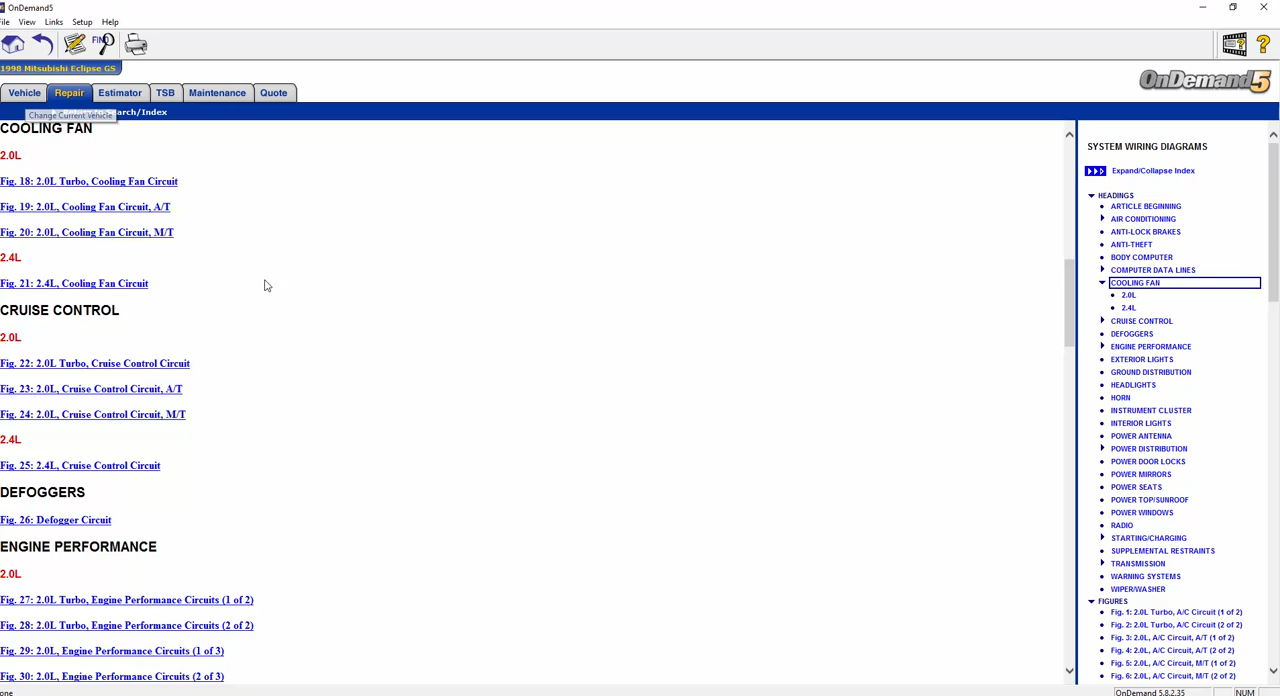 OnDemand5
File View Links Setup Help
FIND
1998 Mitsubishi Eclipse GS
OnDemand5
Vehicle Repair Estimator TSB Maintenance Quote
Change Current Vehicle arch/Index
COOLING FAN
2.0L
Fig. 18: 2.0L Turbo, Cooling Fan Circuit
Fig. 19: 2.0L, Cooling Fan Circuit, A/T
Fig. 20: 2.0L, Cooling Fan Circuit, M/T
2.4L
Fig. 21: 2.4L, Cooling Fan Circuit
CRUISE CONTROL
2.0L
Fig. 22: 2.0L Turbo, Cruise Control Circuit
Fig. 23: 2.0L, Cruise Control Circuit, A/T
Fig. 24: 2.0L, Cruise Control Circuit, M/T
2.4L
Fig. 25: 2.4L, Cruise Control Circuit
DEFOGGERS
Fig. 26: Defogger Circuit
ENGINE PERFORMANCE
2.0L
Fig. 27: 2.0L Turbo, Engine Performance Circuits (1 of 2)
Fig. 28: 2.0L Turbo, Engine Performance Circuits (2 of 2)
Fig. 29: 2.0L, Engine Performance Circuits (1 of 3)
Fig. 30: 2.0L, Engine Performance Circuits (2 of 3)
SYSTEM WIRING DIAGRAMS
Expand/Collapse Index
HEADINGS
ARTICLE BEGINNING
AIR CONDITIONING
ANTI-LOCK BRAKES
ANTI-THEFT
BODY COMPUTER
COMPUTER DATA LINES
COOLING FAN
2.0L
2.4L
CRUISE CONTROL
DEFOGGERS
ENGINE PERFORMANCE
EXTERIOR LIGHTS
GROUND DISTRIBUTION
HEADLIGHTS
HORN
INSTRUMENT CLUSTER
INTERIOR LIGHTS
POWER ANTENNA
POWER DISTRIBUTION
POWER DOOR LOCKS
POWER MIRRORS
POWER SEATS
POWER TOP/SUNROOF
POWER WINDOWS
RADIO
STARTING/CHARGING
SUPPLEMENTAL RESTRAINTS
TRANSMISSION
WARNING SYSTEMS
WIPER/WASHER
FIGURES
Fig. 1: 2.0L Turbo, A/C Circuit (1 of 2)
Fig. 2: 2.0L Turbo, A/C Circuit (2 of 2)
Fig. 3: 2.0L, A/C Circuit, A/T (1 of 2)
Fig. 4: 2.0L, A/C Circuit, A/T (2 of 2)
Fig. 5: 2.0L, A/C Circuit, M/T (1 of 2)
Fig. 6: 2.0L, A/C Circuit, M/T (2 of 2)
one OnDemand 5.8.2.35 NUM